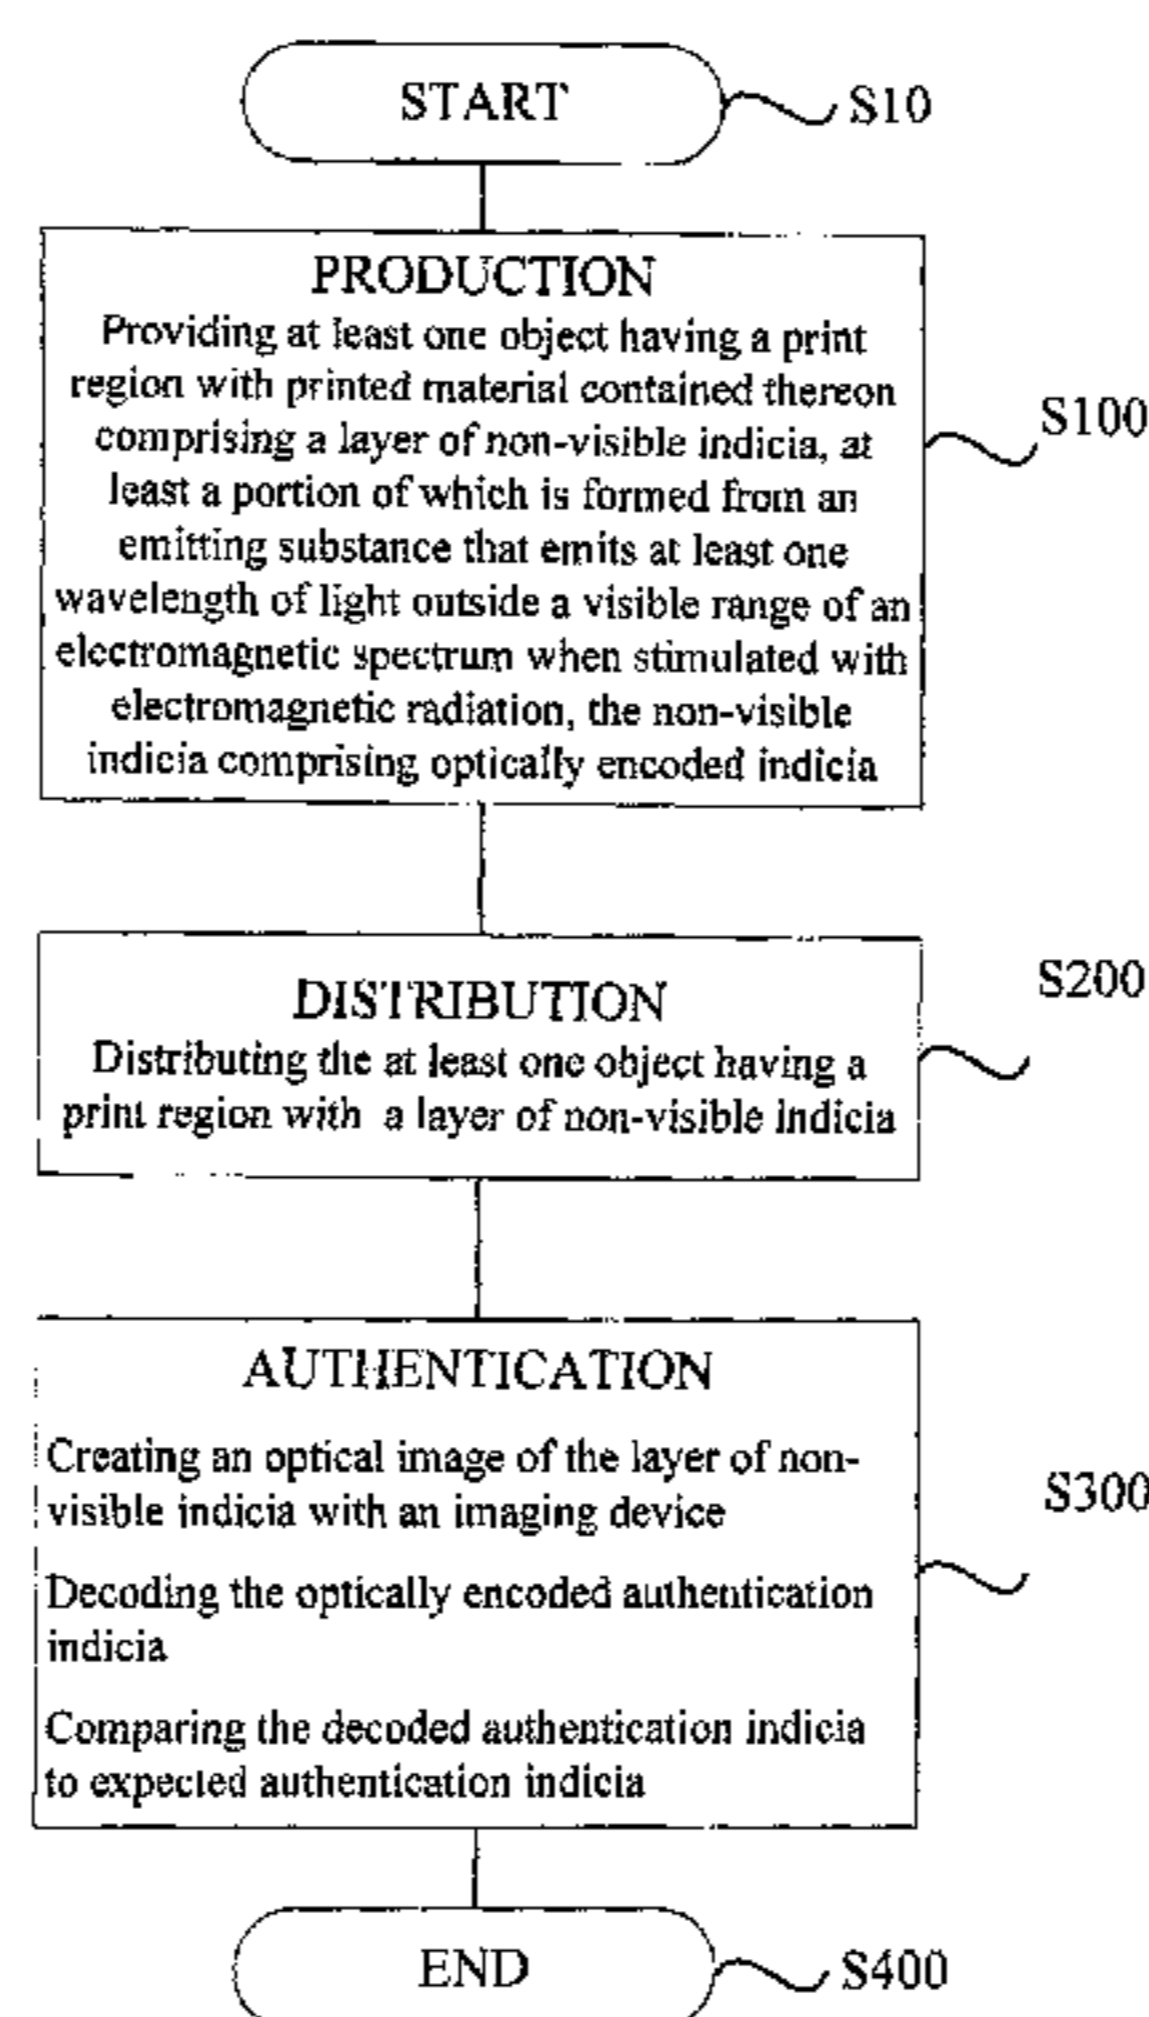 START
S10
PRODUCTION
Providing at least one object having a print
region with printed material contained thereon
comprising a layer of non-visible indicia, at
least a portion of which is formed from an
emitting substance that emits at least one
wavelength of light outside a visible range of an
electromagnetic spectrum when stimulated with
electromagnetic radiation, the non-visible
indicia comprising optically encoded indicia
S100
DISTRIBUTION
Distributing the at least one object having a
print region with a layer of non-visible indicia
S200
AUTHENTICATION
Creating an optical image of the layer of non-
visible indicia with an imaging device
Decoding the optically encoded authentication
indicia
Comparing the decoded authentication indicia
to expected authentication indicia
S300
END
S400